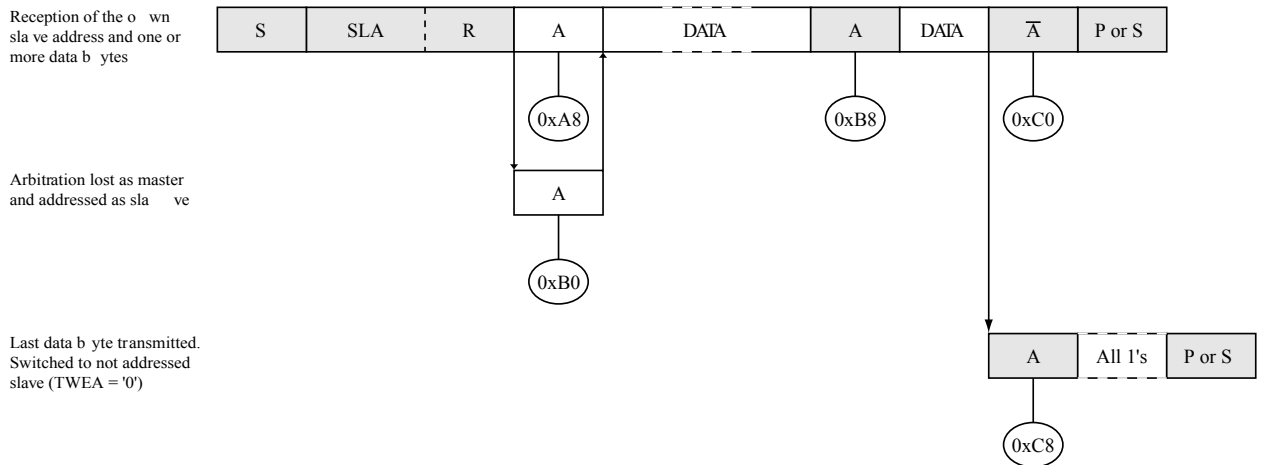 Reception of the o wn
sla ve address and one or
more data b ytes
S SLA R A DATA A DATA A̅ P or S
0xA8 0xB8 0xC0
Arbitration lost as master
and addressed as sla ve
A
0xB0
Last data b yte transmitted.
Switched to not addressed
slave (TWEA = '0')
A All 1's P or S
0xC8